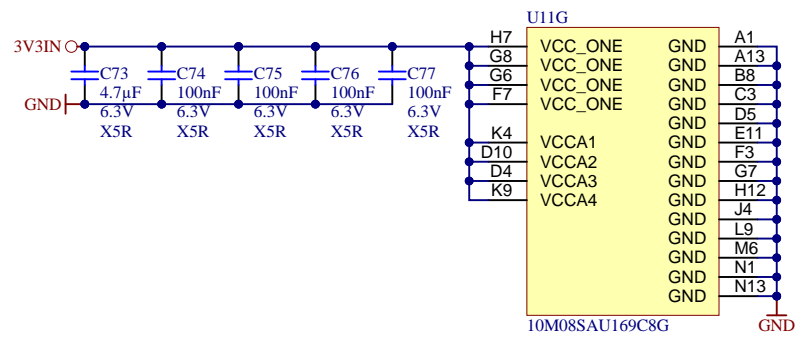 U11G
3V3IN
H7 VCC_ONE GND A1
G8 VCC_ONE GND A13
G6 VCC_ONE GND B8
F7 VCC_ONE GND C3
GND D5
K4 VCCA1 GND E11
D10 VCCA2 GND F3
D4 VCCA3 GND G7
K9 VCCA4 GND H12
GND J4
GND L9
GND M6
GND N1
GND N13
C73 C74 C75 C76 C77
4.7µF 100nF 100nF 100nF 100nF
GND 6.3V 6.3V 6.3V 6.3V 6.3V
X5R X5R X5R X5R X5R
10M08SAU169C8G
GND